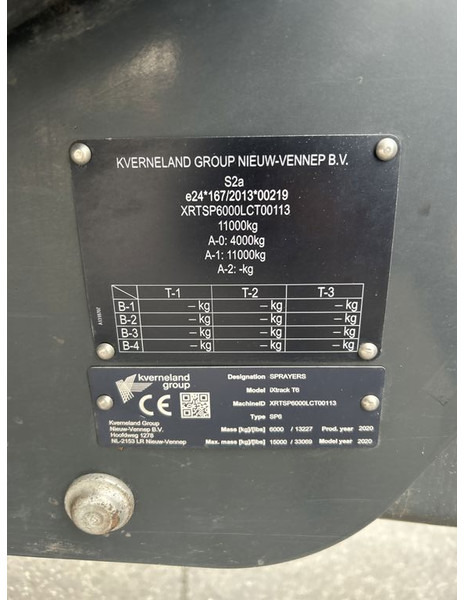 KVERNELAND GROUP NIEUW-VENNEP B.V.
S2a
e24*167/2013*00219
XRTSP6000LCT00113
11000kg
A-0: 4000kg
A-1: 11000kg
A-2: -kg
T-1 T-2 T-3
B-1 – kg – kg – kg
B-2 – kg – kg – kg
B-3 – kg – kg – kg
B-4 – kg – kg – kg
kverneland group
CE
Kverneland Group
Nieuw-Vennep B.V.
Hoofdweg 1278
NL-2153 LR Nieuw-Vennep
Designation SPRAYERS
Model iXtrack T6
MachineID XRTSP6000LCT00113
Type SP6
Mass [kg]/[lbs] 6000 / 13227 Prod. year 2020
Max. mass [kg]/[lbs] 15000 / 33069 Model year 2020